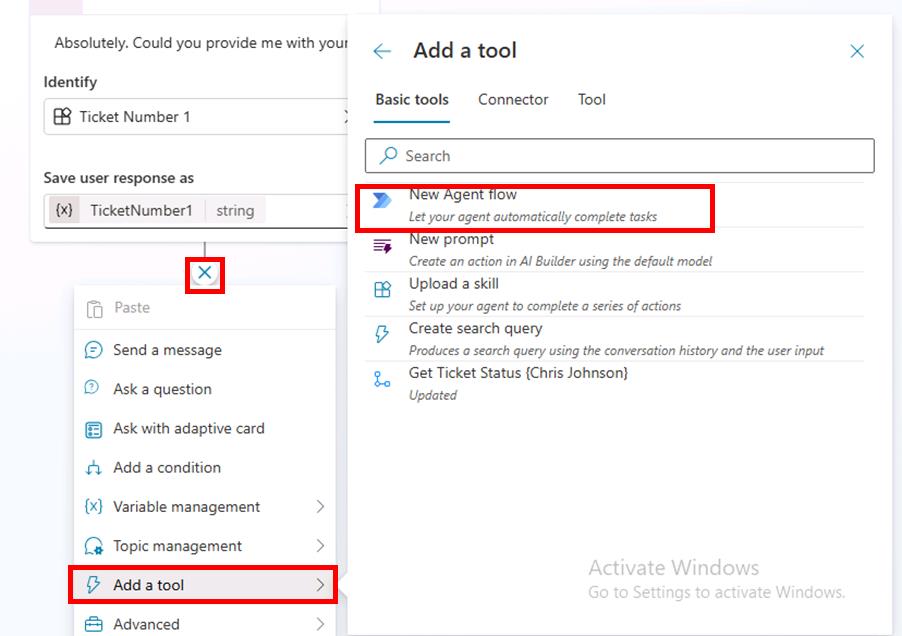 Absolutely. Could you provide me with your
Identify
Ticket Number 1
Save user response as
{x} TicketNumber1 string
Paste
Send a message
Ask a question
Ask with adaptive card
Add a condition
{x} Variable management
Topic management
Add a tool
Advanced
Add a tool
Basic tools Connector Tool
Search
New Agent flow
Let your agent automatically complete tasks
New prompt
Create an action in AI Builder using the default model
Upload a skill
Set up your agent to complete a series of actions
Create search query
Produces a search query using the conversation history and the user input
Get Ticket Status {Chris Johnson}
Updated
Activate Windows
Go to Settings to activate Windows.